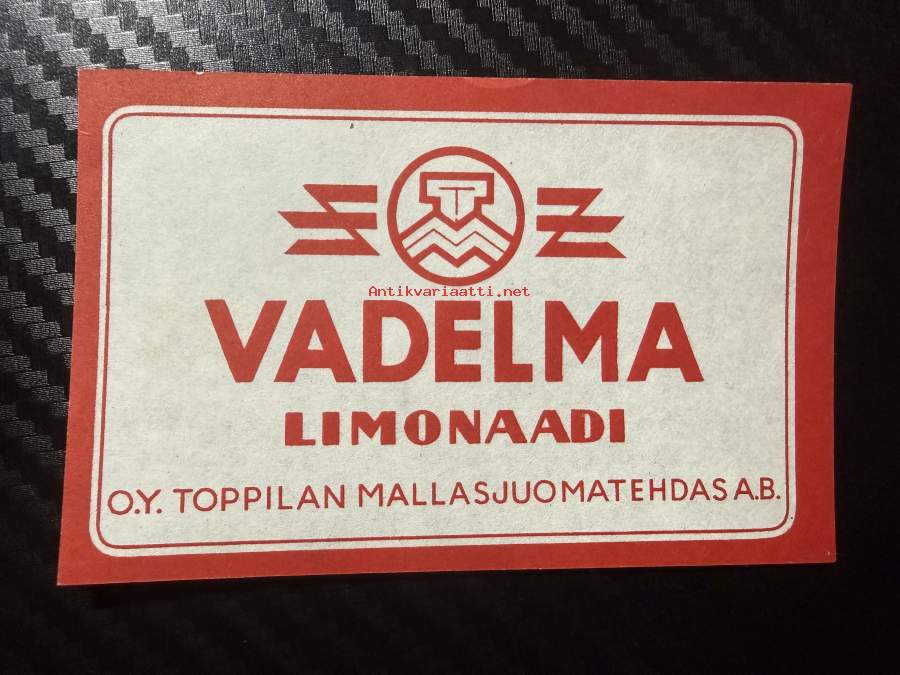 T
Antikvariaatti.net
VADELMA
LIMONAADI
O.Y. TOPPILAN MALLASJUOMATEHDAS A.B.